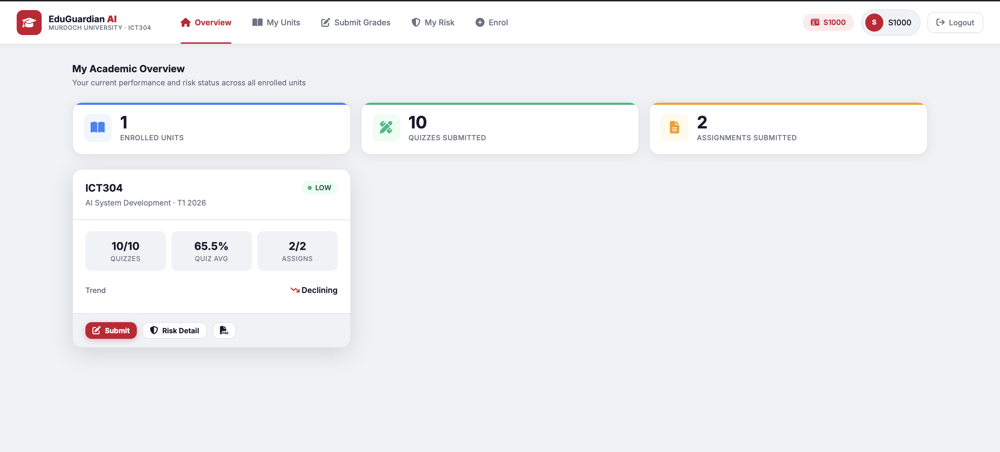 EduGuardian AI
MURDOCH UNIVERSITY · ICT304
Overview
My Units
Submit Grades
My Risk
Enrol
S1000
S
S1000
Logout
My Academic Overview
Your current performance and risk status across all enrolled units
1
ENROLLED UNITS
10
QUIZZES SUBMITTED
2
ASSIGNMENTS SUBMITTED
ICT304
LOW
AI System Development · T1 2026
10/10
QUIZZES
65.5%
QUIZ AVG
2/2
ASSIGNS
Trend
Declining
Submit
Risk Detail
PNG